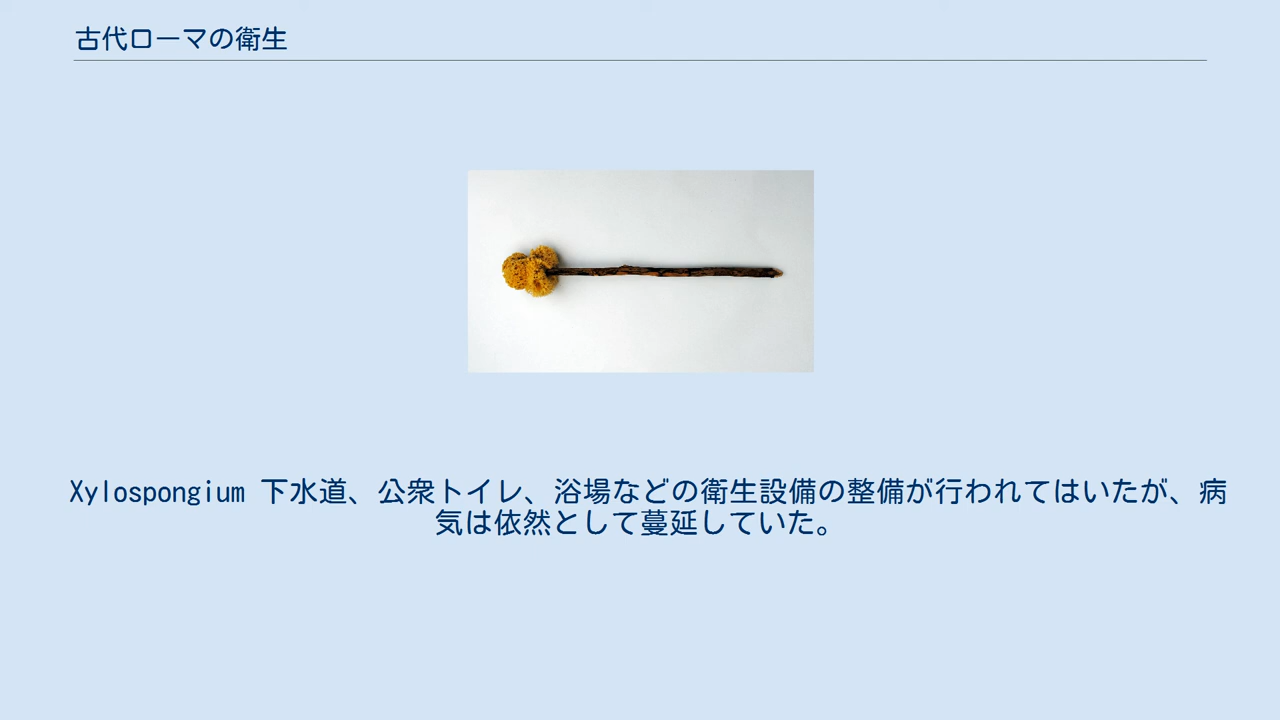 古代ローマの衛生
Xylospongium 下水道、公衆トイレ、浴場などの衛生設備の整備が行われてはいたが、病
気は依然として蔓延していた。